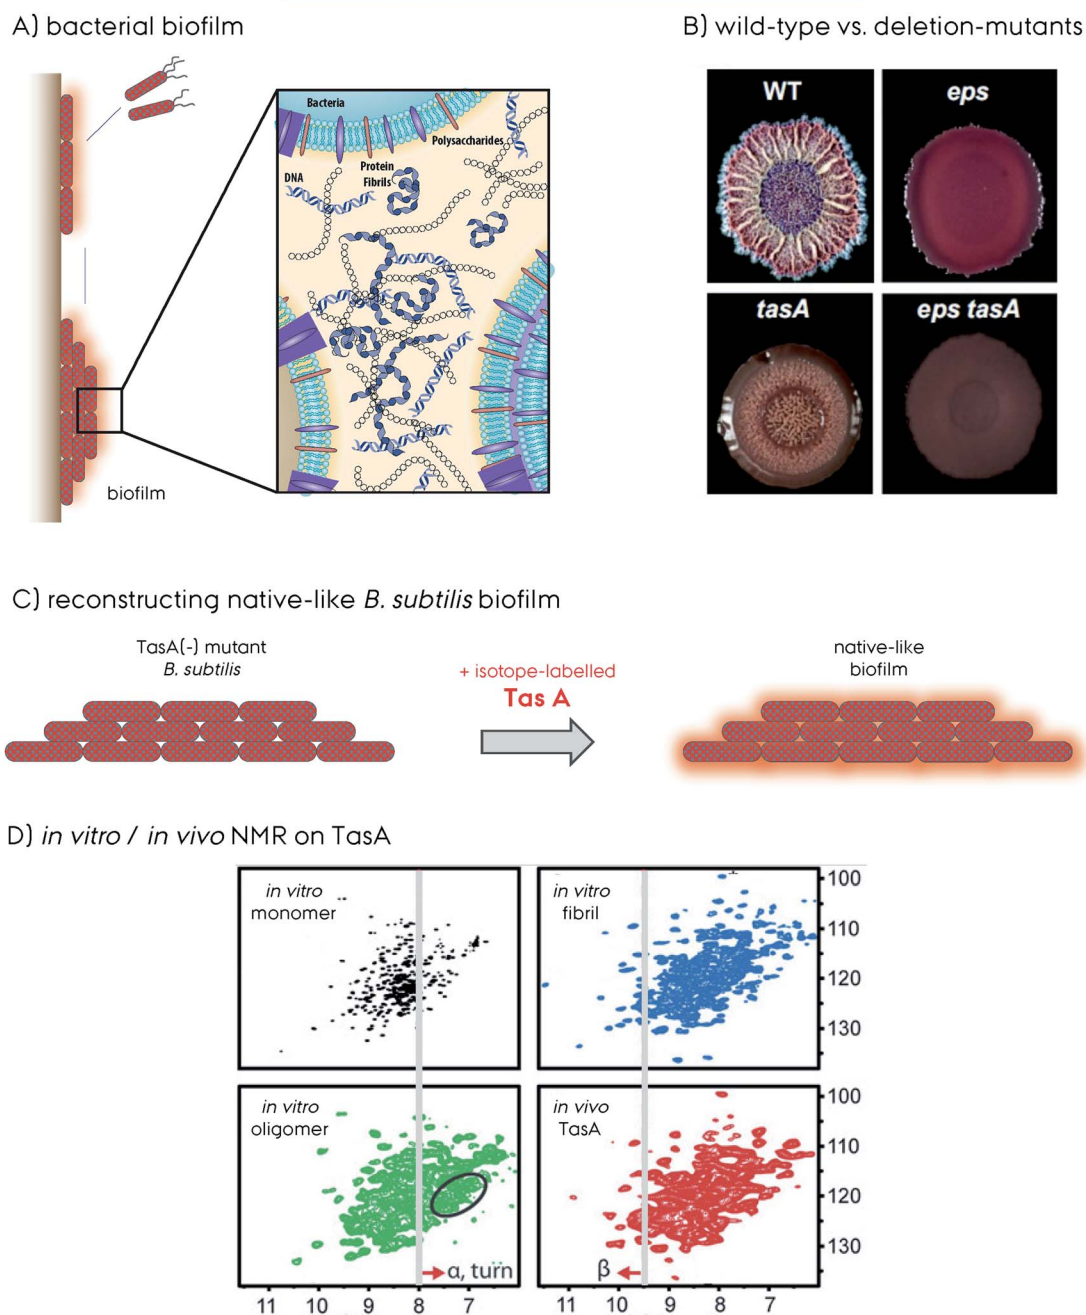 A) bacterial biofilm
B) wild-type vs. deletion-mutants
Bacteria
Polysaccharides
Protein
Fibrils
DNA
biofilm
WT
eps
tasA
eps tasA
C) reconstructing native-like B. subtilis biofilm
TasA(-) mutant
B. subtilis
+ isotope-labelled
Tas A
native-like
biofilm
D) in vitro / in vivo NMR on TasA
in vitro
monomer
in vitro
fibril
100
110
120
130
in vitro
oligomer
α, turn
in vivo
TasA
β
100
110
120
130
11 10 9 8 7
11 10 9 8 7